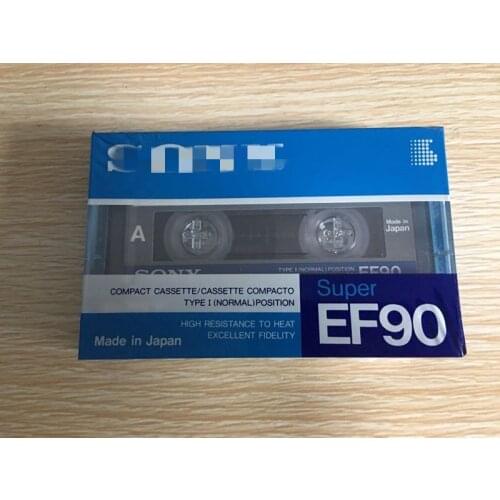 A
Made in
Japan
SONY
TYPE I (NORMAL) POSITION EF90
COMPACT CASSETTE/CASSETTE COMPACTO
TYPE I (NORMAL) POSITION
Super
EF90
HIGH RESISTANCE TO HEAT
EXCELLENT FIDELITY
Made in Japan